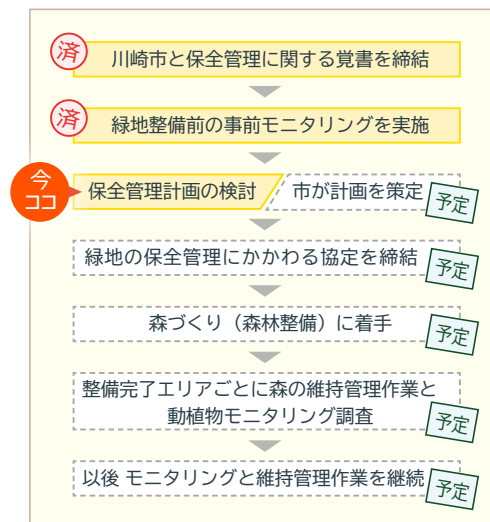 済
川崎市と保全管理に関する覚書を締結
済
緑地整備前の事前モニタリングを実施
今
ココ
保全管理計画の検討
市が計画を策定
予定
緑地の保全管理にかかわる協定を締結
予定
森づくり（森林整備）に着手
予定
整備完了エリアごとに森の維持管理作業と
動植物モニタリング調査
予定
以後 モニタリングと維持管理作業を継続
予定